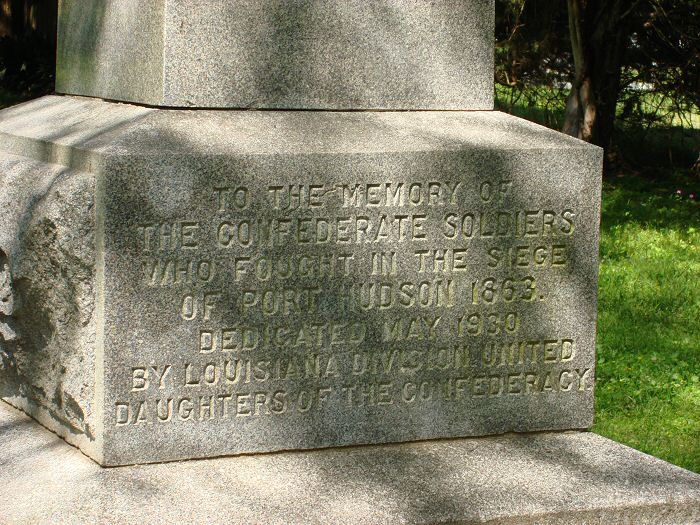 TO THE MEMORY OF
THE CONFEDERATE SOLDIERS
WHO FOUGHT IN THE SIEGE
OF PORT HUDSON 1863.
DEDICATED MAY 1930
BY LOUISIANA DIVISION UNITED
DAUGHTERS OF THE CONFEDERACY.